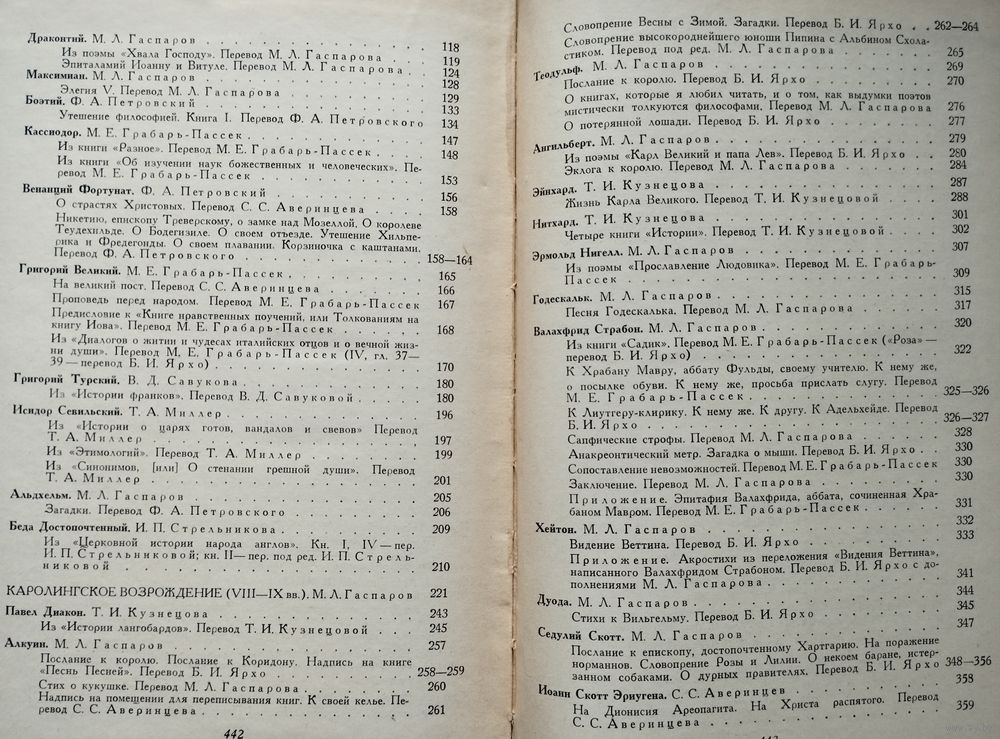 Драконтий. М. Л. Гаспаров . . . 118
Из поэмы «Хвала Господу». Перевод М. Л. Гаспарова . . . 119
Эпиталамий Иоанну и Витуле. Перевод М. Л. Гаспарова . . . 124
Максимиан. М. Л. Гаспаров . . . 128
Элегия V. Перевод М. Л. Гаспарова . . . 129
Боэтий. Ф. А. Петровский . . . 133
Утешение философией. Книга I. Перевод Ф. А. Петровского 134
Кассиодор. М. Е. Грабарь-Пассек . . . 147
Из книги «Разное». Перевод М. Е. Грабарь-Пассек . . . 148
Из книги «Об изучении наук божественных и человеческих». Пе-
ревод М. Е. Грабарь-Пассек . . . 153
Венанций Фортунат. Ф. А. Петровский . . . 156
О страстях Христовых. Перевод С. С. Аверинцева . . . 158
Никетию, епископу Треверскому, о замке над Мозеллой. О королеве
Теудехильде. О Бодегизиле. О своем отъезде. Утешение Хильпе-
рика и Фредегонды. О своем плавании. Корзиночка с каштанами.
Перевод Ф. А. Петровского . . . 158—164
Григорий Великий. М. Е. Грабарь-Пассек . . . 165
На великий пост. Перевод С. С. Аверинцева . . . 166
Проповедь перед народом. Перевод М. Е. Грабарь-Пассек 167
Предисловие к «Книге нравственных поучений, или Толкованиям на
книгу Иова». Перевод М. Е. Грабарь-Пассек . . . 168
Из «Диалогов о житии и чудесах италийских отцов и о вечной жиз-
ни души». Перевод М. Е. Грабарь-Пассек (IV, гл. 37—
39 — перевод Б. И. Ярхо) . . . 170
Григорий Турский. В. Д. Савукова . . . 180
Из «Истории франков». Перевод В. Д. Савуковой . . . 180
Исидор Севильский. Т. А. Миллер . . . 196
Из «Истории о царях готов, вандалов и свевов» Перевод
Т. А. Миллер . . . 197
Из «Этимологий». Перевод Т. А. Миллер . . . 199
Из «Синонимов, [или] О стенании грешной души». Перевод
Т. А. Миллер . . . 201
Альдхельм. М. Л. Гаспаров . . . 205
Загадки. Перевод Ф. А. Петровского . . . 206
Беда Достопочтенный. И. П. Стрельникова . . . 209
Из «Церковной истории народа англов». Кн. I, IV — пер.
И. П. Стрельниковой; кн. II — пер. под ред. И. П. Стрель-
никовой . . . 210
КАРОЛИНГСКОЕ ВОЗРОЖДЕНИЕ (VIII—IX вв.). М. Л. Гаспаров 221
Павел Диакон. Т. И. Кузнецова . . . 243
Из «Истории лангобардов». Перевод Т. И. Кузнецовой . . . 245
Алкуин. М. Л. Гаспаров . . . 257
Послание к королю. Послание к Коридону. Надпись на книге
«Песнь Песней». Перевод Б. И. Ярхо . . . 258—259
Стих о кукушке. Перевод М. Л. Гаспарова . . . 260
Надпись на помещении для переписывания книг. К своей келье. Пе-
ревод С. С. Аверинцева . . . 261
442
Словопрение Весны с Зимой. Загадки. Перевод Б. И. Ярхо . . 262—264
Словопрение высокороднейшего юноши Пипина с Альбином Схола-
стиком. Перевод под ред. М. Л. Гаспарова . . . 265
Теодульф. М. Л. Гаспаров . . . 269
Послание к королю. Перевод Б. И. Ярхо . . . 270
О книгах, которые я любил читать, и о том, как выдумки поэтов
мистически толкуются философами. Перевод М. Л. Гаспарова 276
О потерянной лошади. Перевод Б. И. Ярхо . . . 277
Ангильберт. М. Л. Гаспаров . . . 279
Из поэмы «Карл Великий и папа Лев». Перевод Б. И. Ярхо . . . 280
Эклога к королю. Перевод М. Л. Гаспарова . . . 284
Эйнхард. Т. И. Кузнецова . . . 287
Жизнь Карла Великого. Перевод Т. И. Кузнецовой . . . 288
Нитхард. Т. И. Кузнецова . . . 301
Четыре книги «Истории». Перевод Т. И. Кузнецовой . . . 302
Эрмольд Нигелл. М. Л. Гаспаров . . . 307
Из поэмы «Прославление Людовика». Перевод М. Е. Грабарь-
Пассек . . . 309
Годескальк. М. Л. Гаспаров . . . 315
Песня Годескалька. Перевод М. Л. Гаспарова . . . 317
Валахфрид Страбон. М. Л. Гаспаров . . . 320
Из книги «Садик». Перевод М. Е. Грабарь-Пассек («Роза» —
перевод Б. И. Ярхо) . . . 322
К Храбану Мавру, аббату Фульды, своему учителю. К нему же,
о посылке обуви. К нему же, просьба прислать слугу. Перевод
М. Е. Грабарь-Пассек . . . 325—326
К Лиутгеру-клирику. К нему же. К другу. К Адельхейде. Перевод
Б. И. Ярхо . . . 326—327
Сапфические строфы. Перевод М. Л. Гаспарова . . . 328
Анакреонтический метр. Загадка о мыши. Перевод Б. И. Ярхо . . 330
Сопоставление невозможностей. Перевод М. Е. Грабарь-Пассек 330
Заключение. Перевод М. Л. Гаспарова . . . 330
Приложение. Эпитафия Валахфрида, аббата, сочиненная Хра-
баном Мавром. Перевод М. Е. Грабарь-Пассек . . . 331
Хейтон. М. Л. Гаспаров . . . 332
Видение Веттина. Перевод Б. И. Ярхо . . . 333
Приложение. Акростихи из переложения «Видения Веттина»,
написанного Валахфридом Страбоном. Перевод Б. И. Ярхо с до-
полнениями М. Л. Гаспарова . . . 341
Дуода. М. Л. Гаспаров . . . 344
Стихи к Вильгельму. Перевод Б. И. Ярхо . . . 345
Седулий Скотт. М. Л. Гаспаров . . . 347
Послание к епископу, достопочтенному Хартгарию. На поражение
норманнов. Словопрение Розы и Лилии. О некоем баране, истер-
занном собаками. О дурных правителях. Перевод Б. И. Ярхо 348—356
Иоанн Скотт Эриугена. С. С. Аверинцев . . . 358
На Дионисия Ареопагита. На Христа распятого. Перевод
С. С. Аверинцева . . . 359